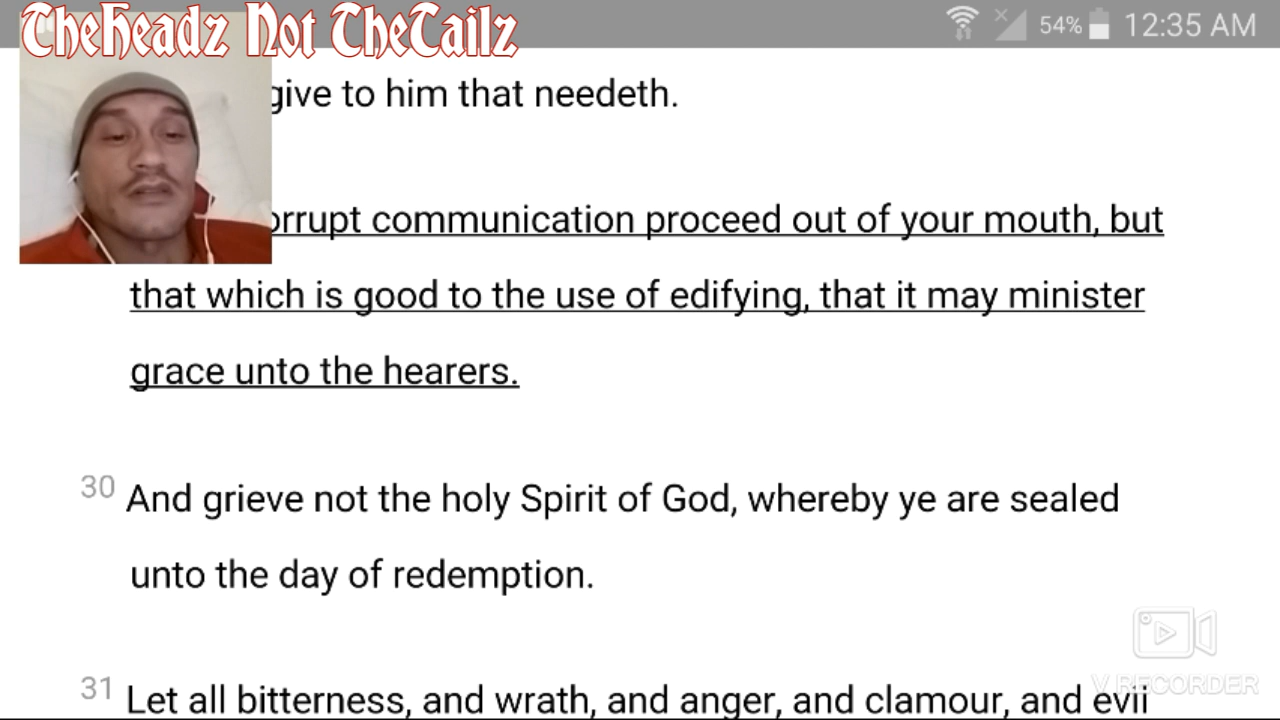 TheHeadz Not TheTailz
54% 12:35 AM
give to him that needeth.
orrupt communication proceed out of your mouth, but
that which is good to the use of edifying, that it may minister
grace unto the hearers.
30 And grieve not the holy Spirit of God, whereby ye are sealed
unto the day of redemption.
31 Let all bitterness, and wrath, and anger, and clamour, and evil
V RECORDER